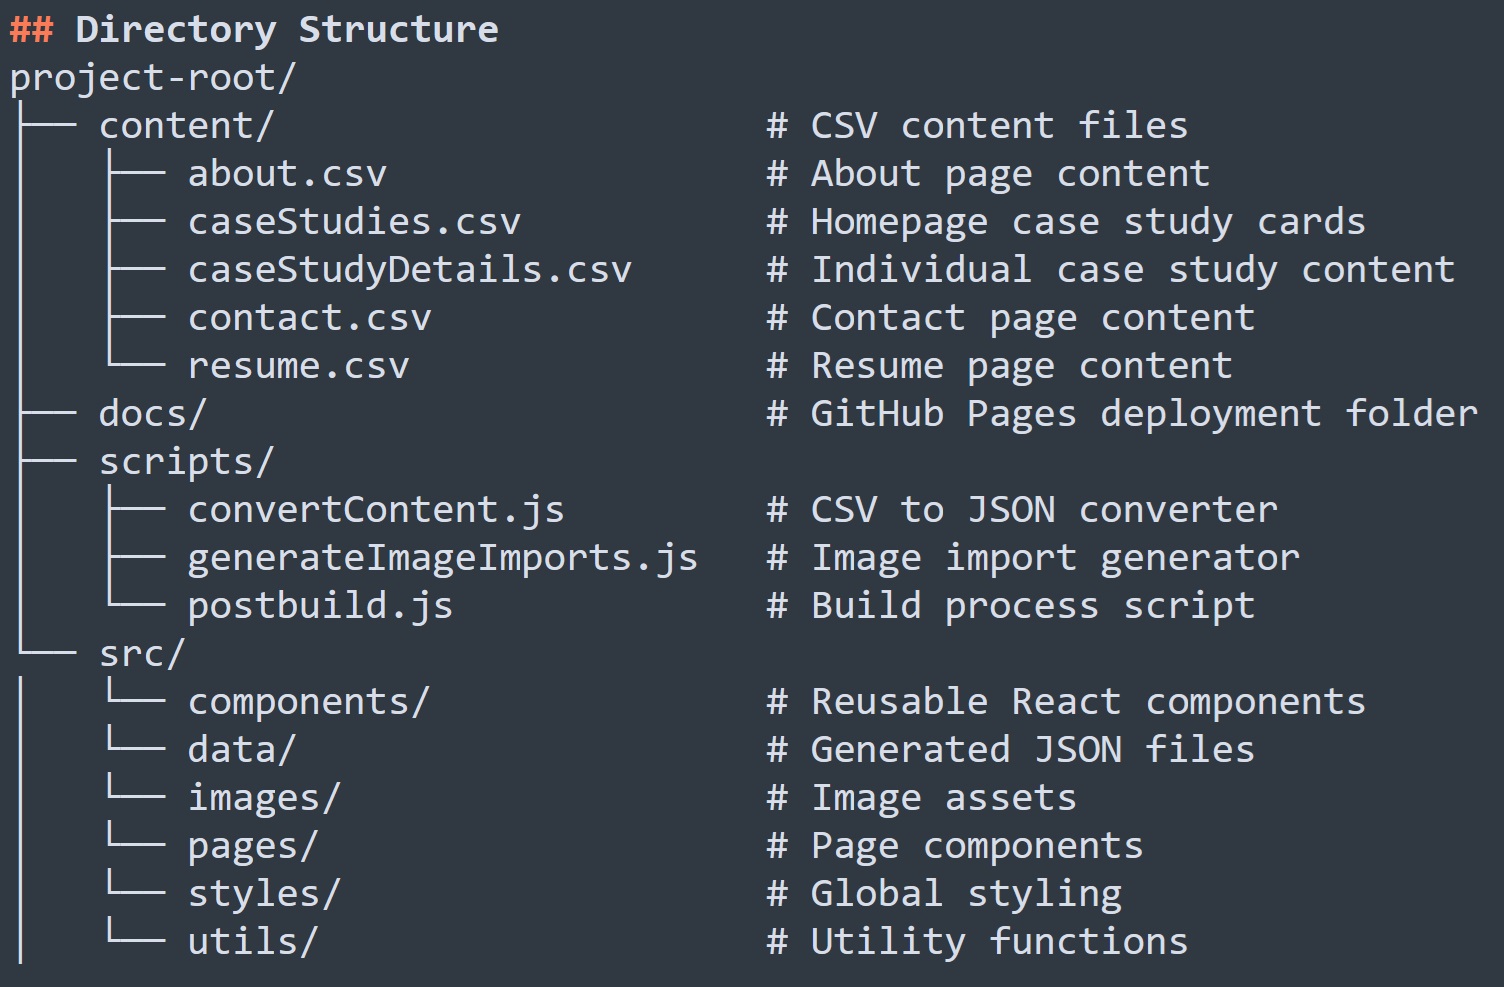 ## Directory Structure
project-root/
├── content/                      # CSV content files
│   ├── about.csv                 # About page content
│   ├── caseStudies.csv           # Homepage case study cards
│   ├── caseStudyDetails.csv      # Individual case study content
│   ├── contact.csv               # Contact page content
│   └── resume.csv                # Resume page content
├── docs/                         # GitHub Pages deployment folder
├── scripts/
│   ├── convertContent.js         # CSV to JSON converter
│   ├── generateImageImports.js   # Image import generator
│   └── postbuild.js              # Build process script
└── src/
│   └── components/               # Reusable React components
│   └── data/                     # Generated JSON files
│   └── images/                   # Image assets
│   └── pages/                    # Page components
│   └── styles/                   # Global styling
│   └── utils/                    # Utility functions